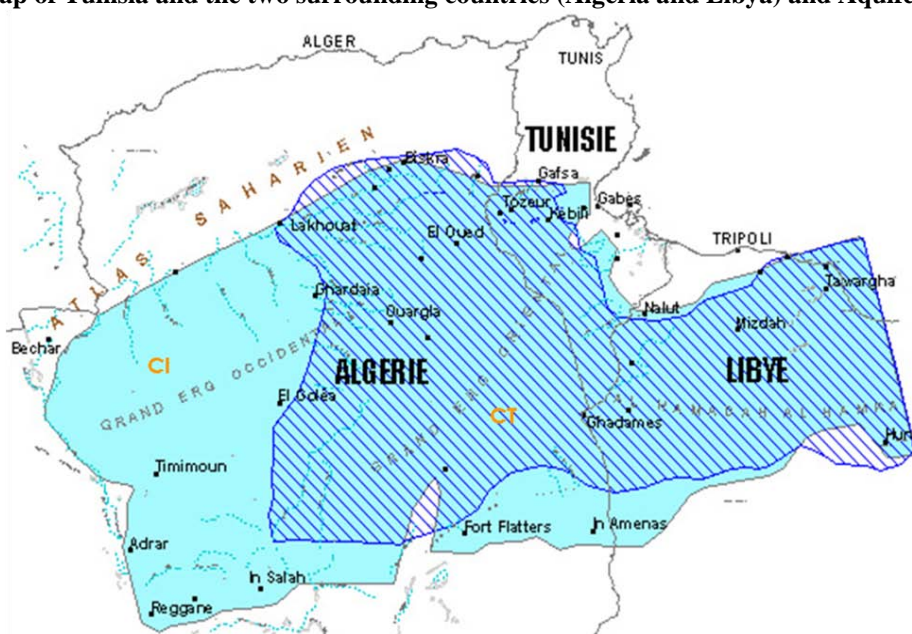 ap of Tunisia and the two surrounding countries (Algeria and Libya) and Aquife
ALGER
TUNIS
TUNISIE
ATLAS SAHARIEN
Biskra
Gafsa
Tozeur
Kebili
Gabes
Lakhouat
El Oued
TRIPOLI
Ghardaia
Ouargla
Nalut
Tawargha
Mizdah
Bechar
CI
GRAND ERG OCCIDENTAL
ALGERIE
LIBYE
El Golea
GRAND ERG ORIENTAL
CT
Ghadames
AL HAMADAH AL HAMRA
Hun
Timimoun
Fort Flatters
In Amenas
Adrar
In Salah
Reggane